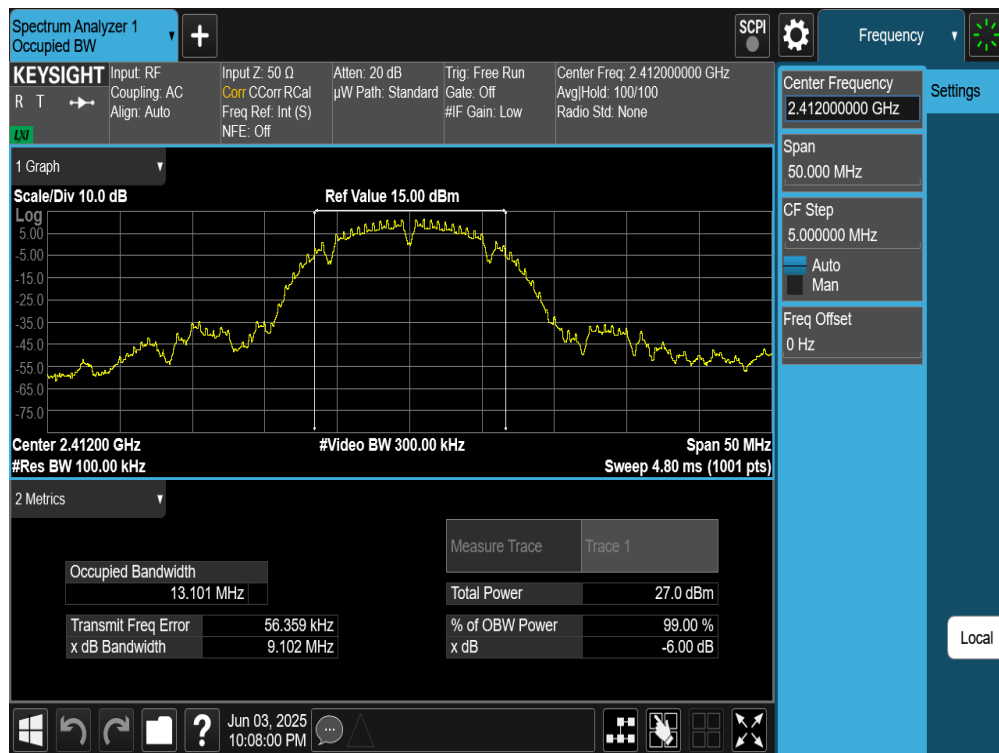 Spectrum Analyzer 1
Occupied BW
+
SCPI
Frequency
KEYSIGHT
R T
LXI
Input: RF
Coupling: AC
Align: Auto
Input Z: 50 Ω
Corr CCorr RCal
Freq Ref: Int (S)
NFE: Off
Atten: 20 dB
µW Path: Standard
Trig: Free Run
Gate: Off
#IF Gain: Low
Center Freq: 2.412000000 GHz
Avg|Hold: 100/100
Radio Std: None
Center Frequency
2.412000000 GHz
Settings
Span
50.000 MHz
CF Step
5.000000 MHz
Auto
Man
Freq Offset
0 Hz
1 Graph
Scale/Div 10.0 dB
Ref Value 15.00 dBm
Log
5.00
-5.00
-15.0
-25.0
-35.0
-45.0
-55.0
-65.0
-75.0
Center 2.41200 GHz
#Video BW 300.00 kHz
Span 50 MHz
#Res BW 100.00 kHz
Sweep 4.80 ms (1001 pts)
2 Metrics
Measure Trace
Trace 1
Occupied Bandwidth
13.101 MHz
Total Power
27.0 dBm
Transmit Freq Error
56.359 kHz
% of OBW Power
99.00 %
x dB Bandwidth
9.102 MHz
x dB
-6.00 dB
Local
?
Jun 03, 2025
10:08:00 PM